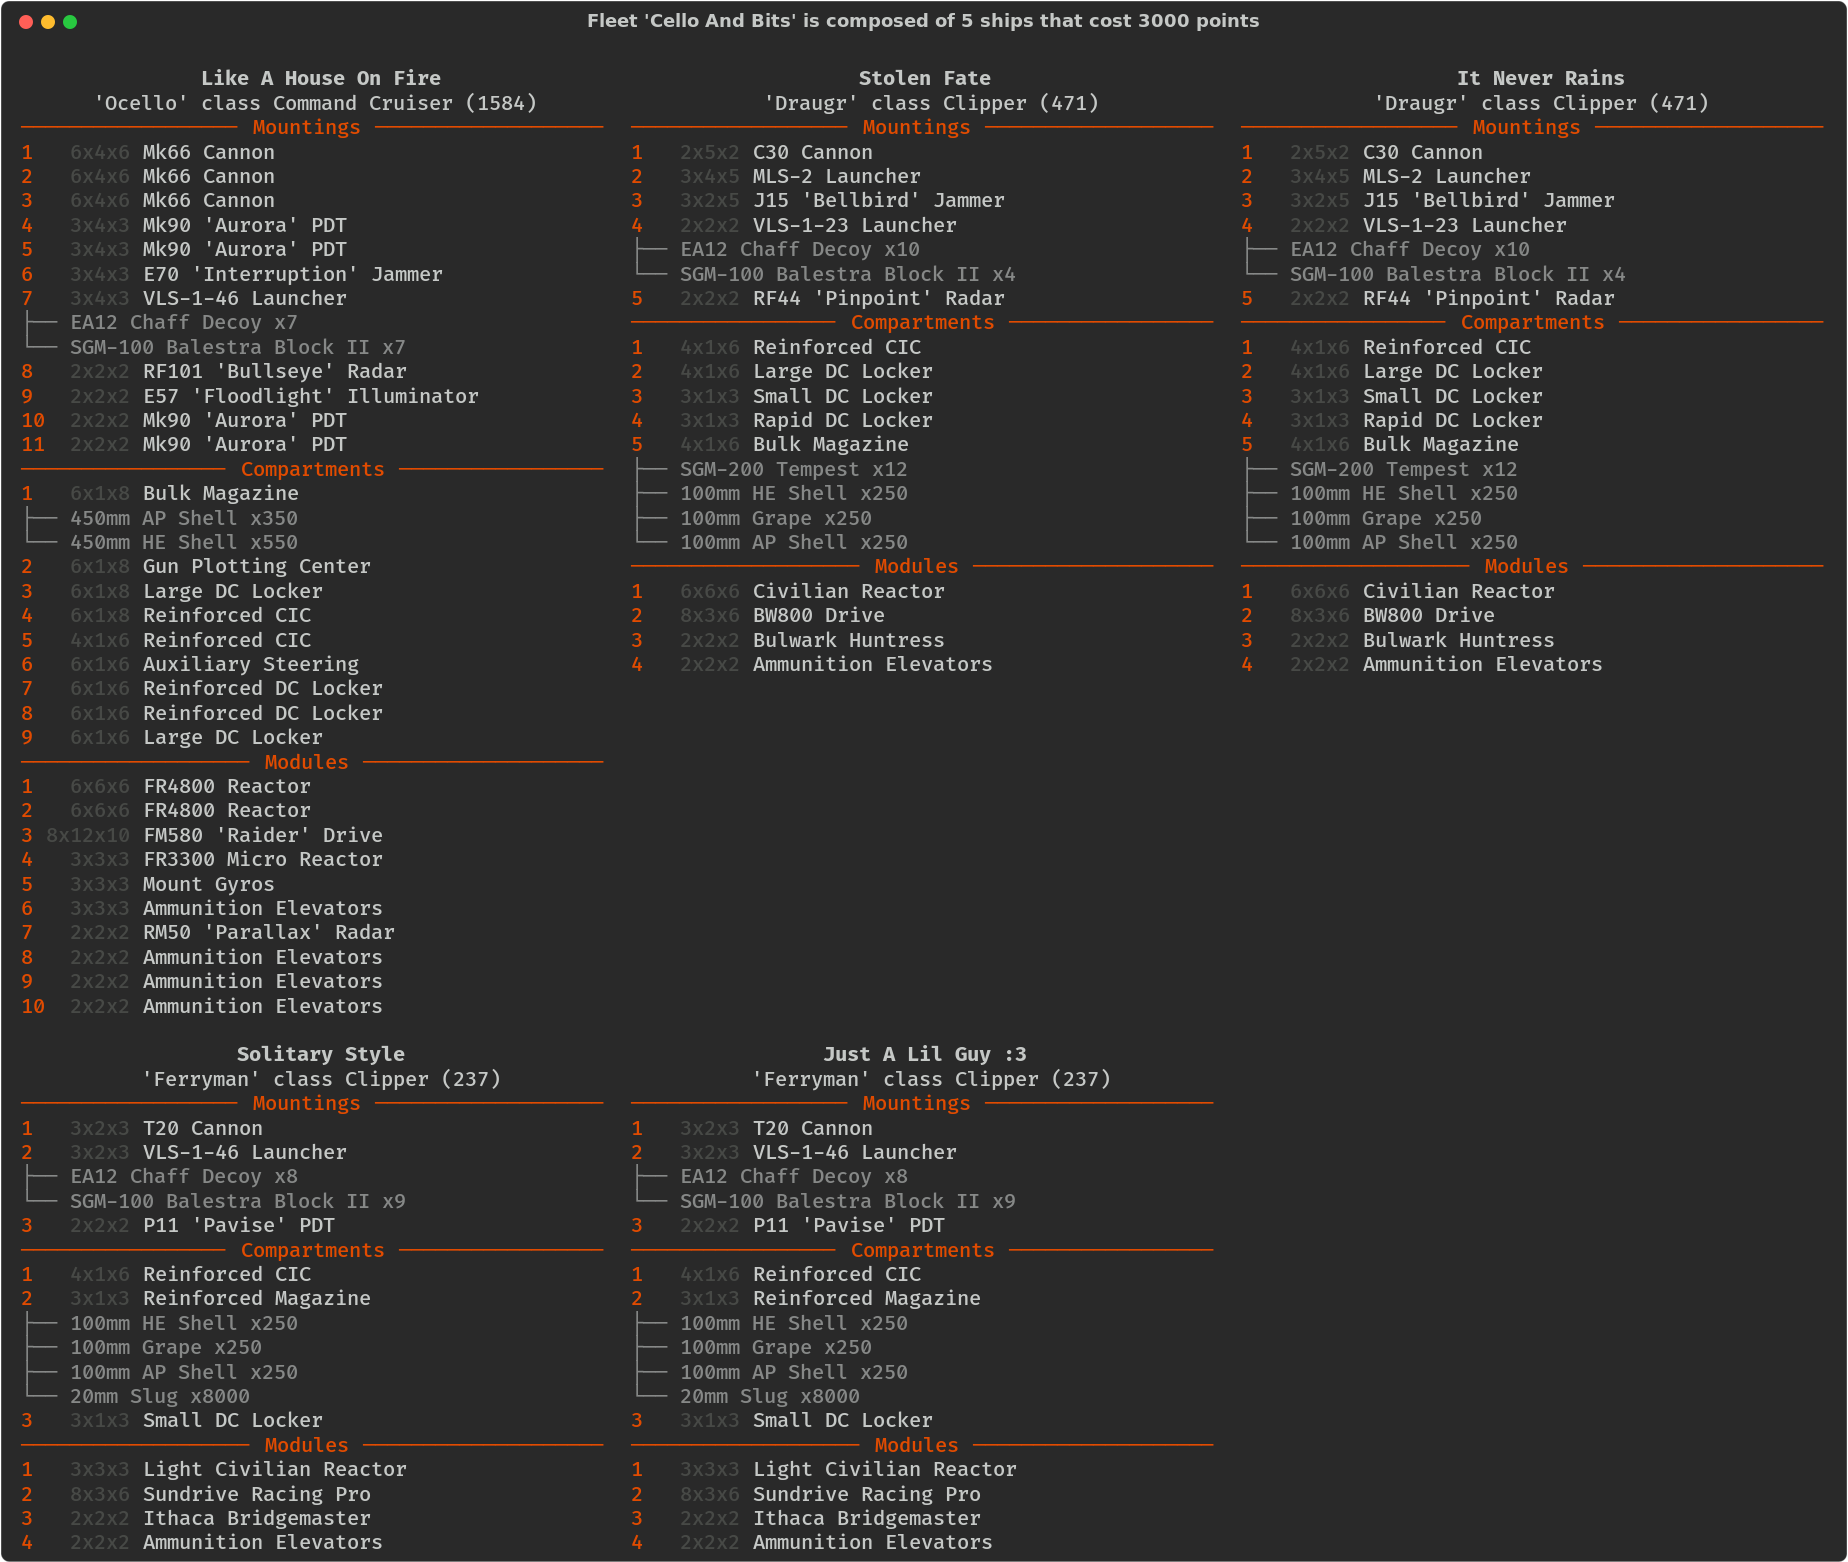 Fleet 'Cello And Bits' is composed of 5 ships that cost 3000 points
Like A House On Fire
'Ocello' class Command Cruiser (1584)
Mountings
1 6x4x6 Mk66 Cannon
2 6x4x6 Mk66 Cannon
3 6x4x6 Mk66 Cannon
4 3x4x3 Mk90 'Aurora' PDT
5 3x4x3 Mk90 'Aurora' PDT
6 3x4x3 E70 'Interruption' Jammer
7 3x4x3 VLS-1-46 Launcher
├── EA12 Chaff Decoy x7
└── SGM-100 Balestra Block II x7
8 2x2x2 RF101 'Bullseye' Radar
9 2x2x2 E57 'Floodlight' Illuminator
10 2x2x2 Mk90 'Aurora' PDT
11 2x2x2 Mk90 'Aurora' PDT
Compartments
1 6x1x8 Bulk Magazine
├── 450mm AP Shell x350
└── 450mm HE Shell x550
2 6x1x8 Gun Plotting Center
3 6x1x8 Large DC Locker
4 6x1x8 Reinforced CIC
5 4x1x6 Reinforced CIC
6 6x1x6 Auxiliary Steering
7 6x1x6 Reinforced DC Locker
8 6x1x6 Reinforced DC Locker
9 6x1x6 Large DC Locker
Modules
1 6x6x6 FR4800 Reactor
2 6x6x6 FR4800 Reactor
3 8x12x10 FM580 'Raider' Drive
4 3x3x3 FR3300 Micro Reactor
5 3x3x3 Mount Gyros
6 3x3x3 Ammunition Elevators
7 2x2x2 RM50 'Parallax' Radar
8 2x2x2 Ammunition Elevators
9 2x2x2 Ammunition Elevators
10 2x2x2 Ammunition Elevators
Stolen Fate
'Draugr' class Clipper (471)
Mountings
1 2x5x2 C30 Cannon
2 3x4x5 MLS-2 Launcher
3 3x2x5 J15 'Bellbird' Jammer
4 2x2x2 VLS-1-23 Launcher
├── EA12 Chaff Decoy x10
└── SGM-100 Balestra Block II x4
5 2x2x2 RF44 'Pinpoint' Radar
Compartments
1 4x1x6 Reinforced CIC
2 4x1x6 Large DC Locker
3 3x1x3 Small DC Locker
4 3x1x3 Rapid DC Locker
5 4x1x6 Bulk Magazine
├── SGM-200 Tempest x12
├── 100mm HE Shell x250
├── 100mm Grape x250
└── 100mm AP Shell x250
Modules
1 6x6x6 Civilian Reactor
2 8x3x6 BW800 Drive
3 2x2x2 Bulwark Huntress
4 2x2x2 Ammunition Elevators
It Never Rains
'Draugr' class Clipper (471)
Mountings
1 2x5x2 C30 Cannon
2 3x4x5 MLS-2 Launcher
3 3x2x5 J15 'Bellbird' Jammer
4 2x2x2 VLS-1-23 Launcher
├── EA12 Chaff Decoy x10
└── SGM-100 Balestra Block II x4
5 2x2x2 RF44 'Pinpoint' Radar
Compartments
1 4x1x6 Reinforced CIC
2 4x1x6 Large DC Locker
3 3x1x3 Small DC Locker
4 3x1x3 Rapid DC Locker
5 4x1x6 Bulk Magazine
├── SGM-200 Tempest x12
├── 100mm HE Shell x250
├── 100mm Grape x250
└── 100mm AP Shell x250
Modules
1 6x6x6 Civilian Reactor
2 8x3x6 BW800 Drive
3 2x2x2 Bulwark Huntress
4 2x2x2 Ammunition Elevators
Solitary Style
'Ferryman' class Clipper (237)
Mountings
1 3x2x3 T20 Cannon
2 3x2x3 VLS-1-46 Launcher
├── EA12 Chaff Decoy x8
└── SGM-100 Balestra Block II x9
3 2x2x2 P11 'Pavise' PDT
Compartments
1 4x1x6 Reinforced CIC
2 3x1x3 Reinforced Magazine
├── 100mm HE Shell x250
├── 100mm Grape x250
├── 100mm AP Shell x250
└── 20mm Slug x8000
3 3x1x3 Small DC Locker
Modules
1 3x3x3 Light Civilian Reactor
2 8x3x6 Sundrive Racing Pro
3 2x2x2 Ithaca Bridgemaster
4 2x2x2 Ammunition Elevators
Just A Lil Guy :3
'Ferryman' class Clipper (237)
Mountings
1 3x2x3 T20 Cannon
2 3x2x3 VLS-1-46 Launcher
├── EA12 Chaff Decoy x8
└── SGM-100 Balestra Block II x9
3 2x2x2 P11 'Pavise' PDT
Compartments
1 4x1x6 Reinforced CIC
2 3x1x3 Reinforced Magazine
├── 100mm HE Shell x250
├── 100mm Grape x250
├── 100mm AP Shell x250
└── 20mm Slug x8000
3 3x1x3 Small DC Locker
Modules
1 3x3x3 Light Civilian Reactor
2 8x3x6 Sundrive Racing Pro
3 2x2x2 Ithaca Bridgemaster
4 2x2x2 Ammunition Elevators